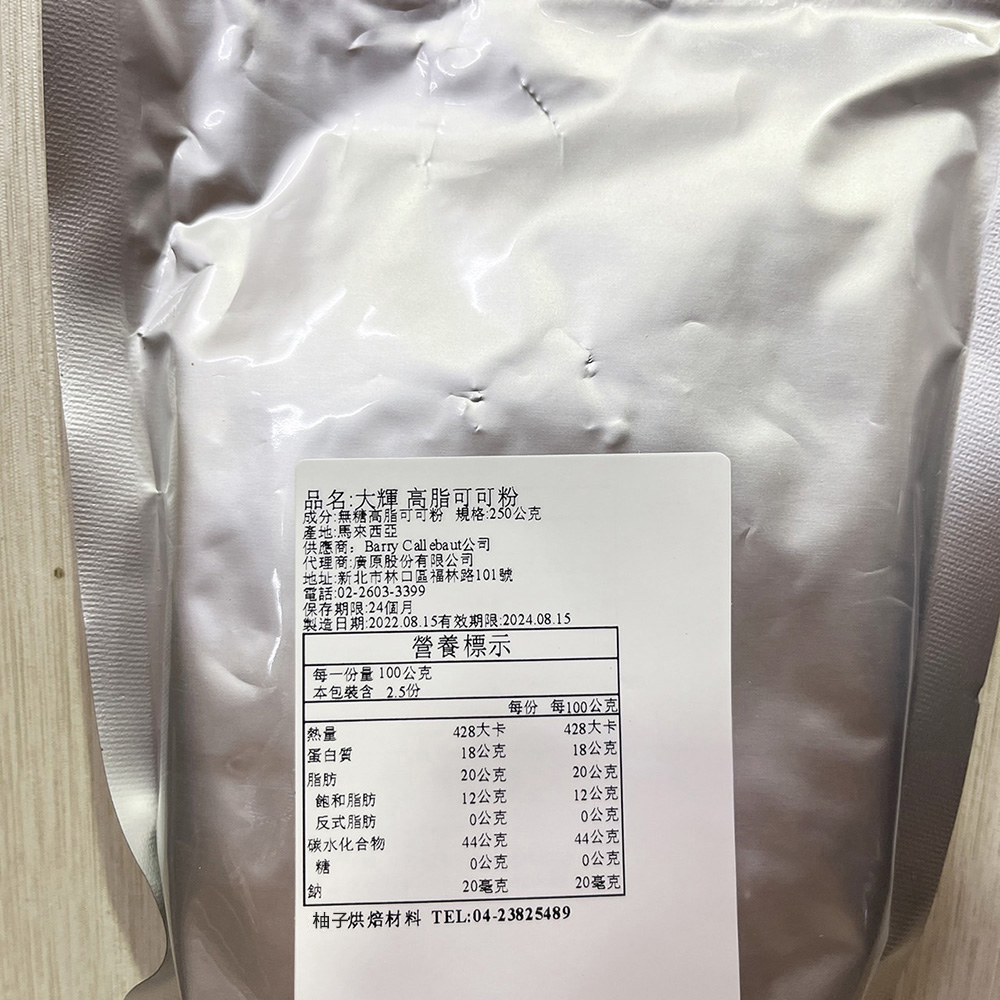 品名:大輝 高脂可可粉
成分:無糖高脂可可粉 規格:250公克
產地:馬來西亞
供應商: Barry Callebaut公司
代理商:廣原股份有限公司
地址:新北市林口區福林路101號
電話:02-2603-3399
保存期限:24個月
製造日期:2022.08.15有效期限:2024.08.15
營養標示
每一份量 100公克
本包裝含 2.5份
每份 每100公克
熱量 428大卡 428大卡
蛋白質 18公克 18公克
脂肪 20公克 20公克
飽和脂肪 12公克 12公克
反式脂肪 0公克 0公克
碳水化合物 44公克 44公克
糖 0公克 0公克
鈉 20毫克 20毫克
柚子烘焙材料 TEL:04-23825489